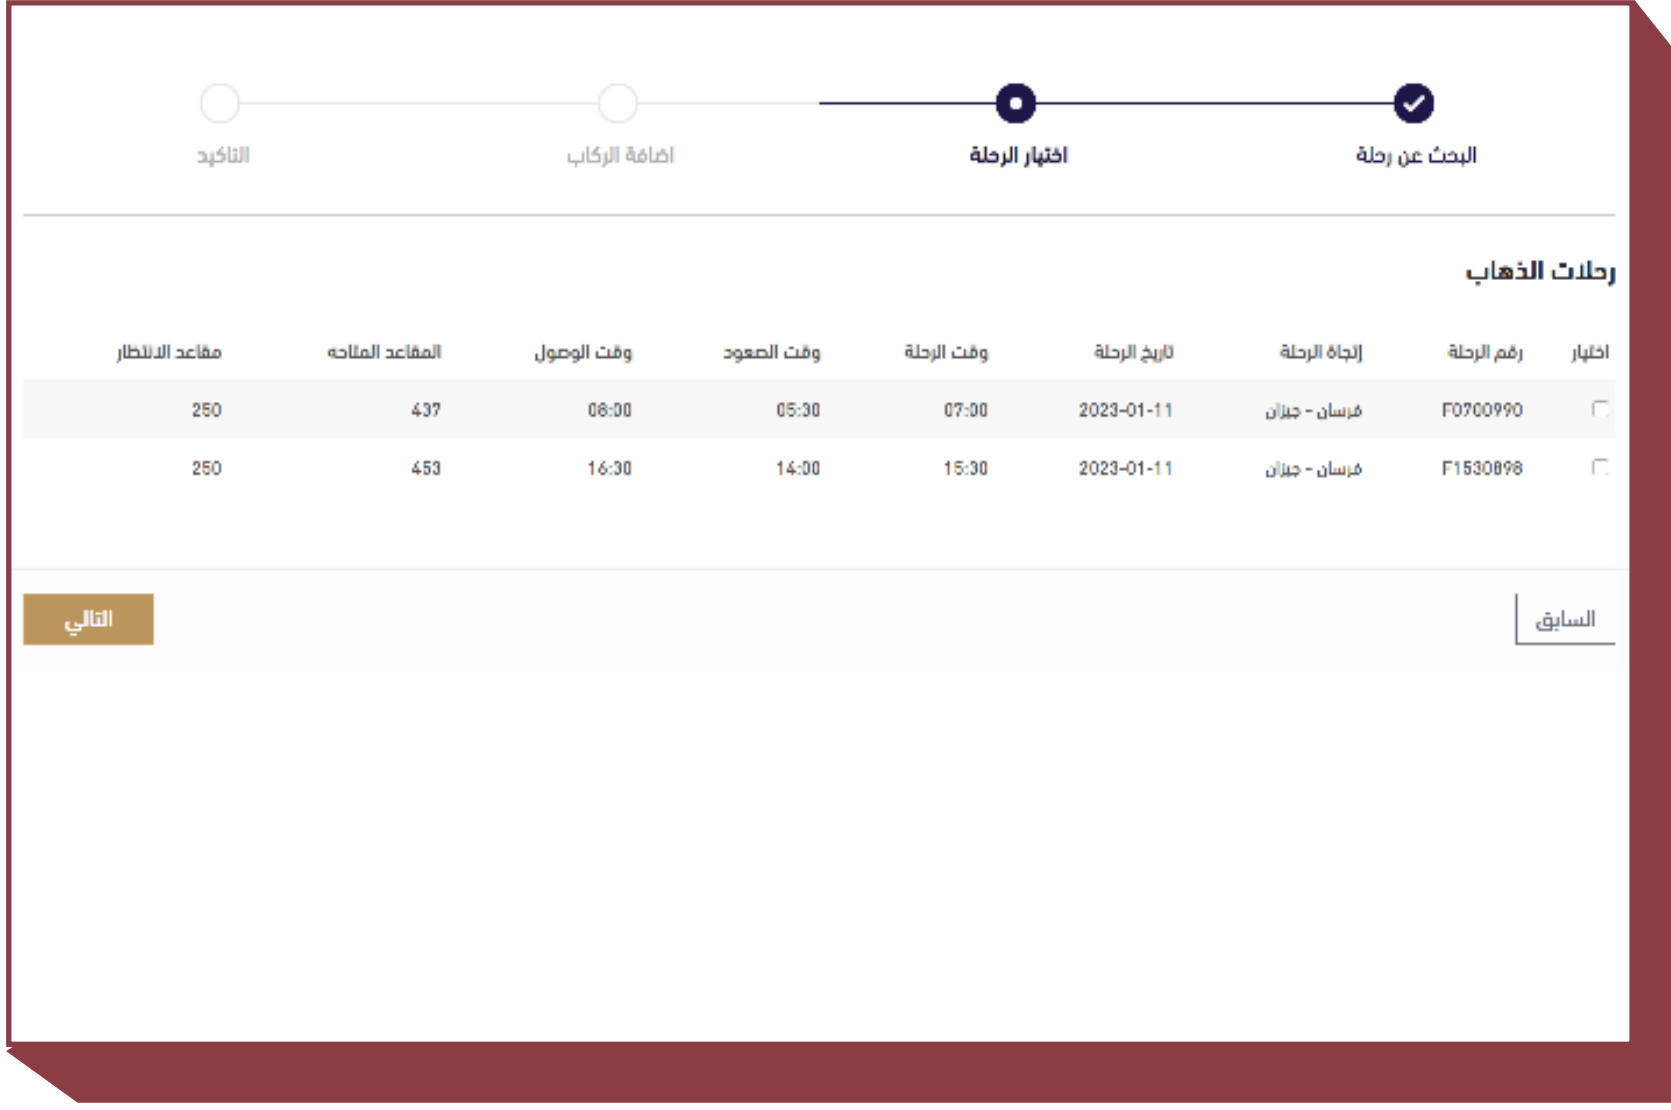 البحث عن رحلة اختيار الرحلة اضافة الركاب التاكيد
رحلات الذهاب
اختيار رقم الرحلة إتجاة الرحلة تاريخ الرحلة وقت الرحلة وقت الصعود وقت الوصول المقاعد المتاحه مقاعد الانتظار
F0700990 فرسان - جيزان 2023-01-11 07:00 05:30 08:00 437 250
F1530898 فرسان - جيزان 2023-01-11 15:30 14:00 16:30 453 250
السابق التالي